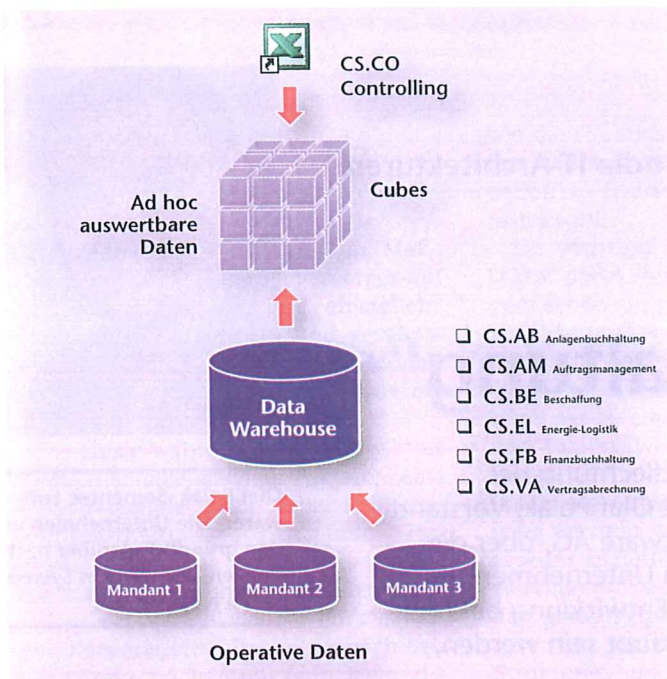 CS.CO
Controlling
Cubes
Ad hoc
auswertbare
Daten
Data
Warehouse
❑ CS.AB Anlagenbuchhaltung
❑ CS.AM Auftragsmanagement
❑ CS.BE Beschaffung
❑ CS.EL Energie-Logistik
❑ CS.FB Finanzbuchhaltung
❑ CS.VA Vertragsabrechnung
Mandant 1
Mandant 2
Mandant 3
Operative Daten